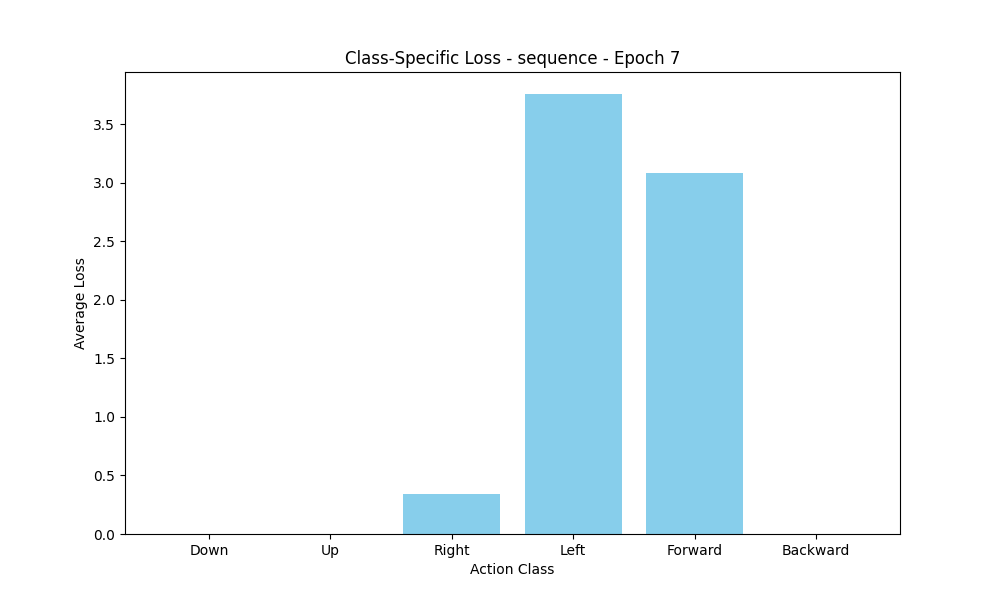 Class-Specific Loss - sequence - Epoch 7
3.5
3.0
2.5
2.0
1.5
1.0
0.5
0.0
Average Loss
Down Up Right Left Forward Backward
Action Class